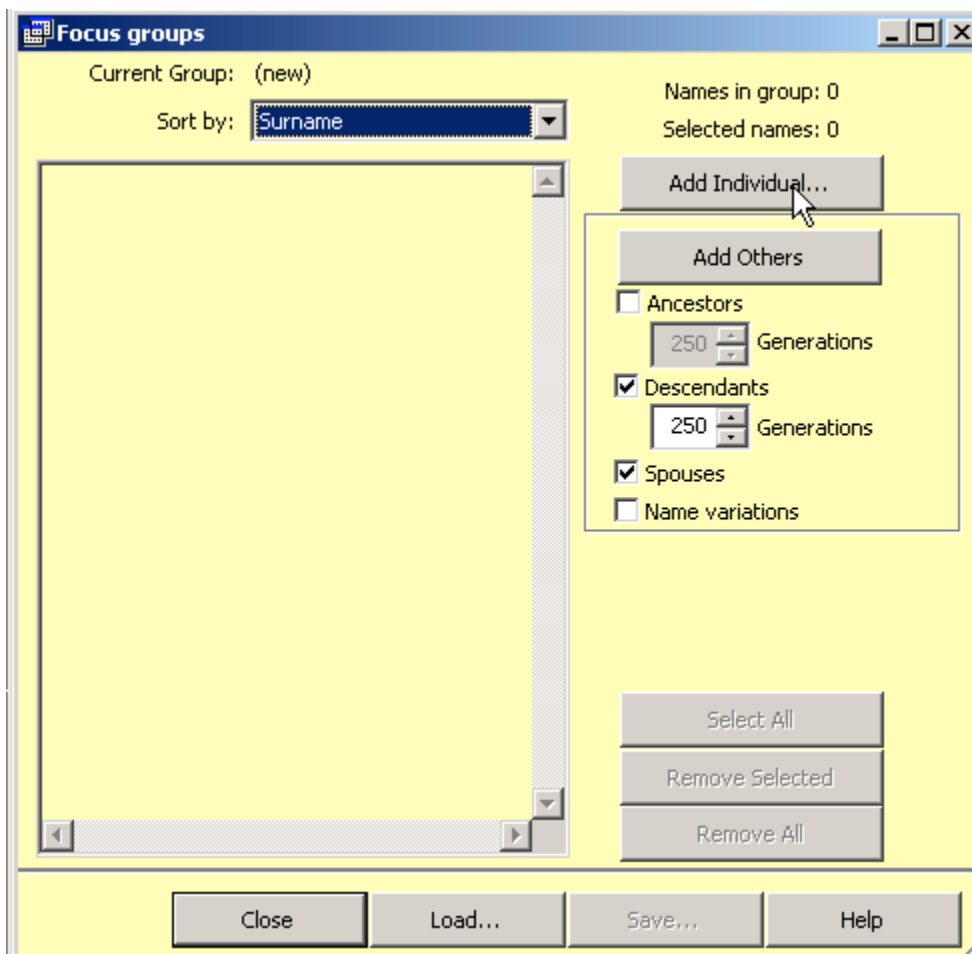 Focus groups
Current Group: (new)
Names in group: 0
Sort by: Surname
Selected names: 0
Add Individual...
Add Others
Ancestors
250 Generations
Descendants
250 Generations
Spouses
Name variations
Select All
Remove Selected
Remove All
Close Load... Save... Help